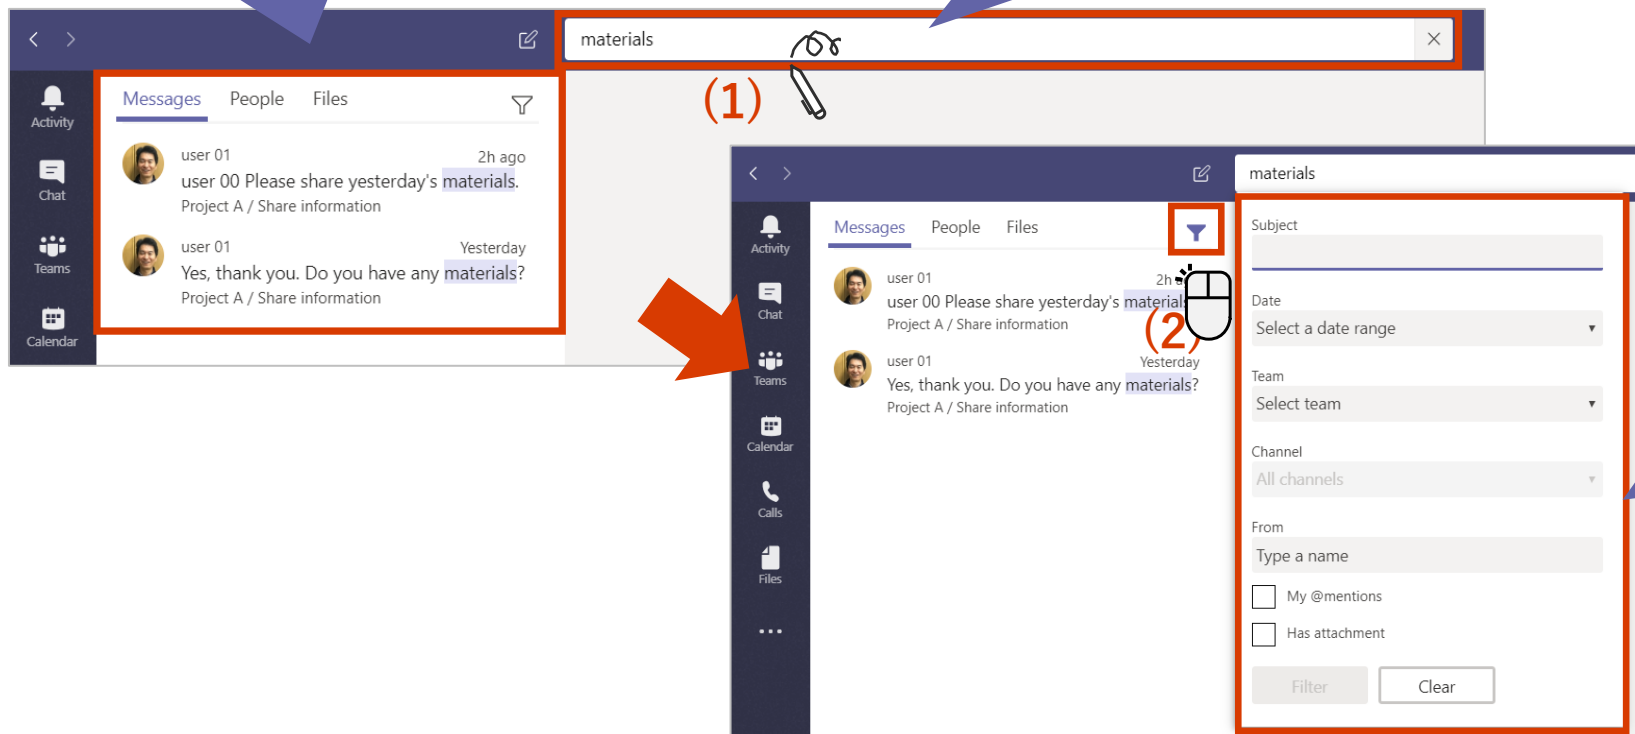 materials
(1)
Activity
Chat
Teams
Calendar
Messages People Files
user 01 2h ago
user 00 Please share yesterday's materials.
Project A / Share information
user 01 Yesterday
Yes, thank you. Do you have any materials?
Project A / Share information
materials
Activity
Chat
Teams
Calendar
Calls
Files
Messages People Files
user 01 2h
user 00 Please share yesterday's
Project A / Share information
(2)
user 01 Yesterday
Yes, thank you. Do you have any materials?
Project A / Share information
Subject
Date
Select a date range
Team
Select team
Channel
All channels
From
Type a name
My @mentions
Has attachment
Filter Clear